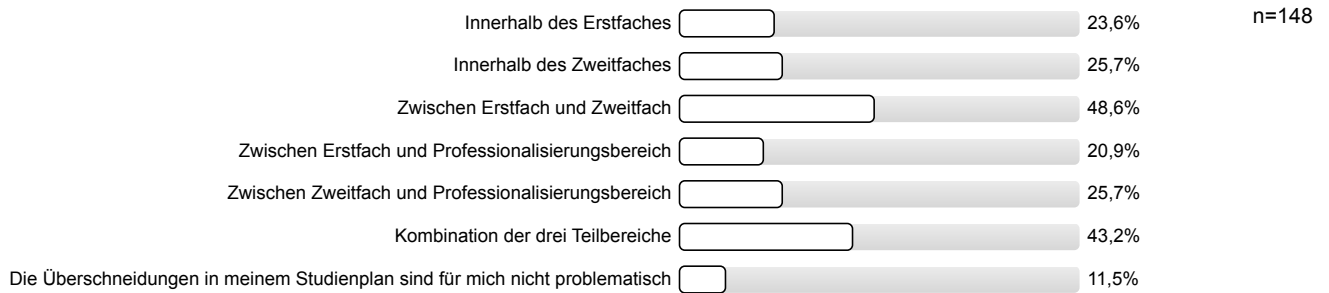 Innerhalb des Erstfaches 23,6% n=148
Innerhalb des Zweitfaches 25,7%
Zwischen Erstfach und Zweitfach 48,6%
Zwischen Erstfach und Professionalisierungsbereich 20,9%
Zwischen Zweitfach und Professionalisierungsbereich 25,7%
Kombination der drei Teilbereiche 43,2%
Die Überschneidungen in meinem Studienplan sind für mich nicht problematisch 11,5%